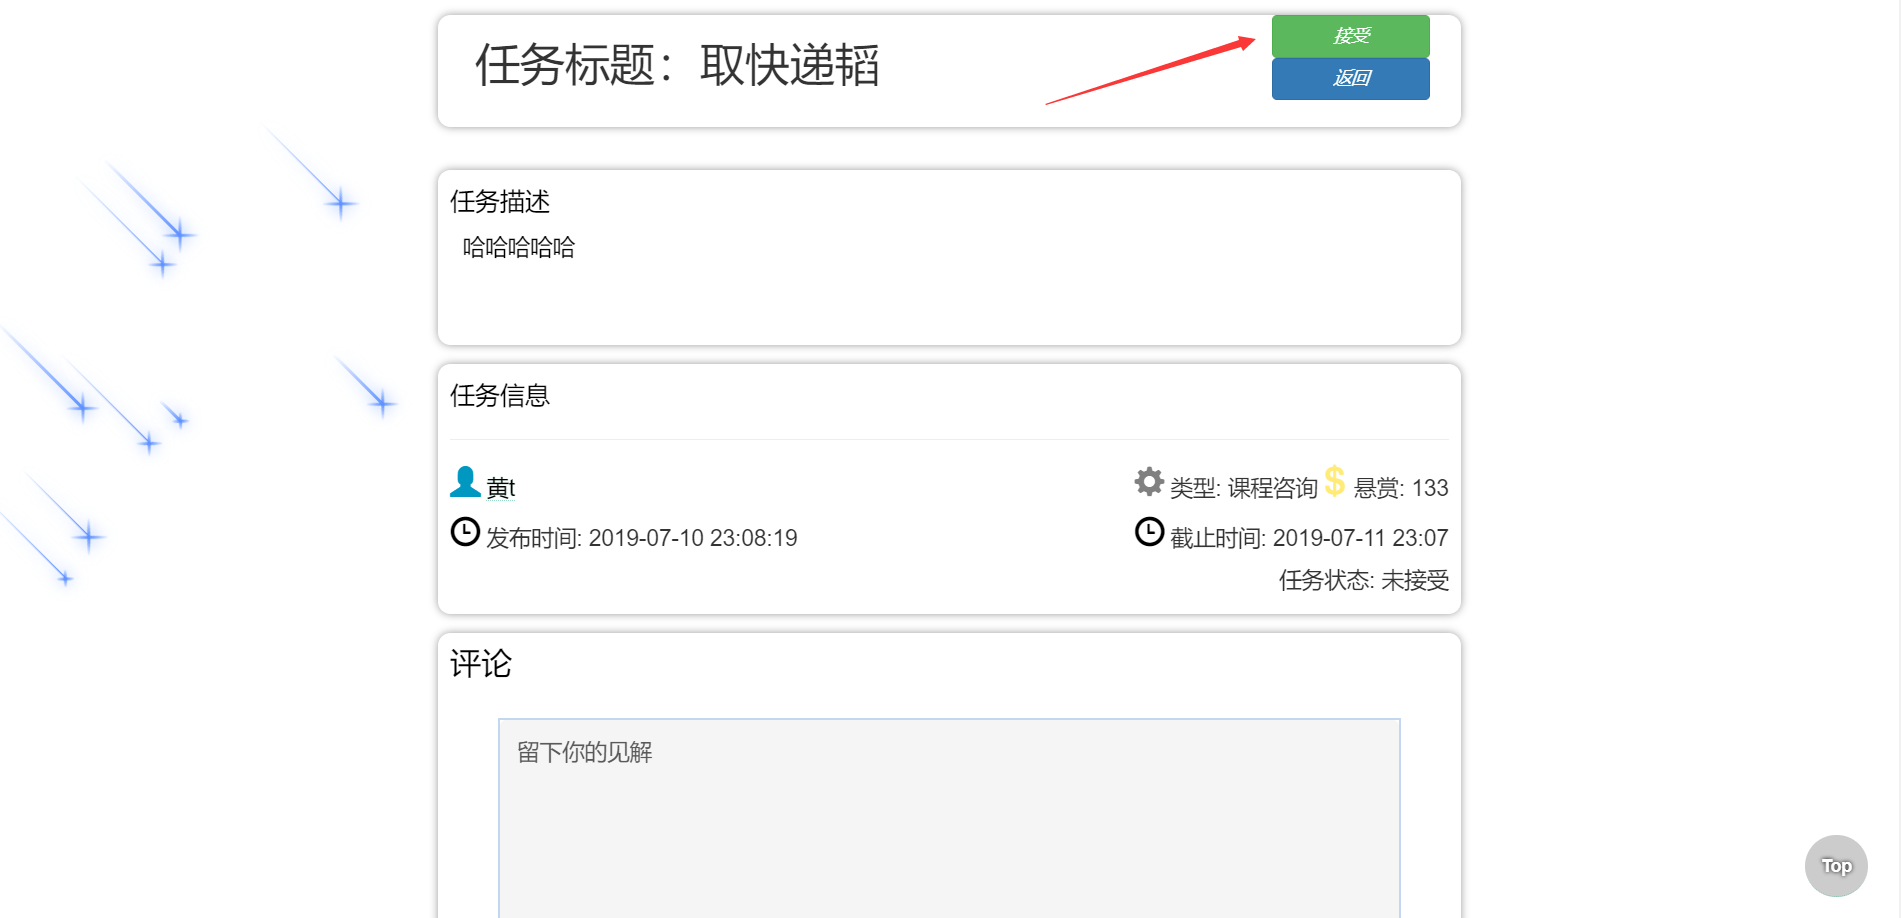 任务标题：取快递韬
接受
返回
任务描述
哈哈哈哈哈
任务信息
黄t
类型: 课程咨询 $ 悬赏: 133
发布时间: 2019-07-10 23:08:19
截止时间: 2019-07-11 23:07
任务状态: 未接受
评论
留下你的见解
Top